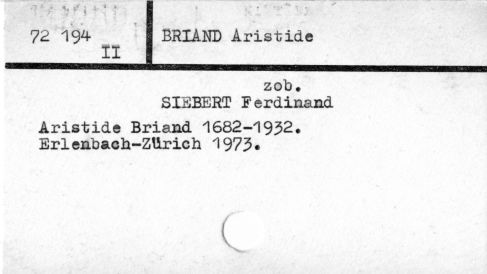 72 194
II
BRIAND Aristide
zob.
SIEBERT Ferdinand
Aristide Briand 1682-1932.
Erlenbach-Zürich 1973.